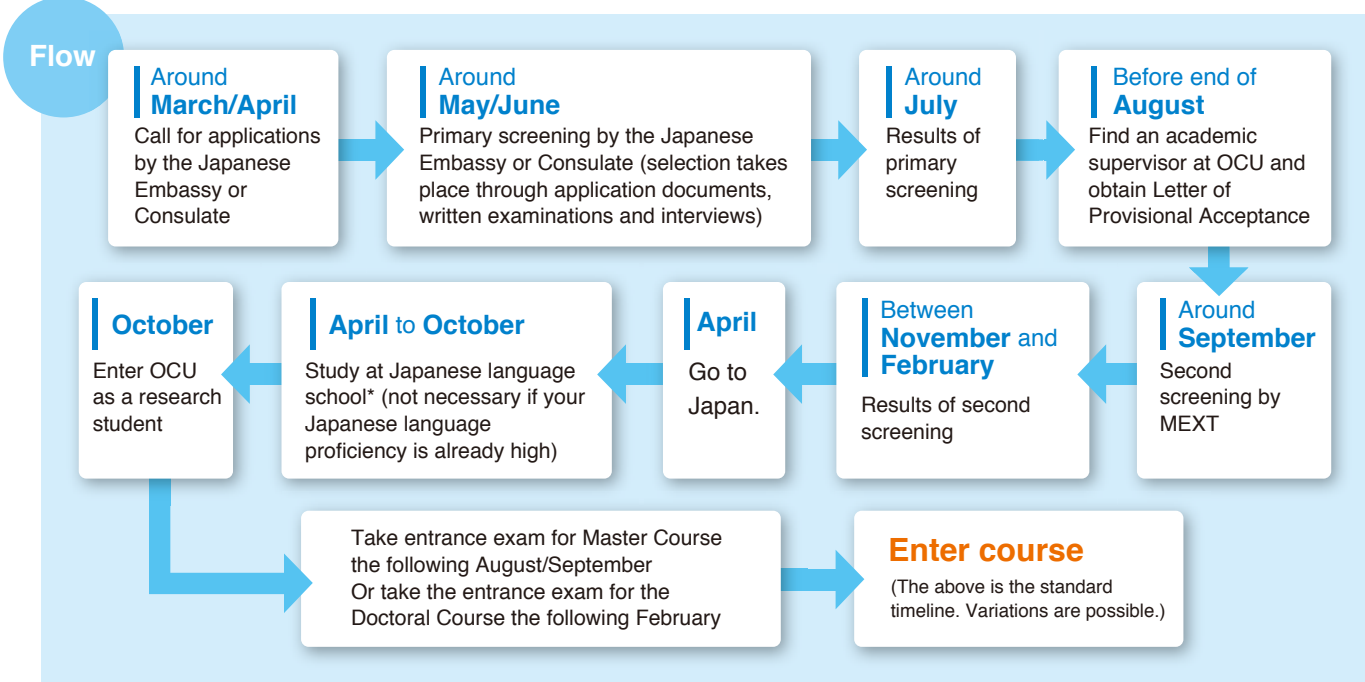 Flow
Around
March/April
Call for applications
by the Japanese
Embassy or
Consulate
Around
May/June
Primary screening by the Japanese
Embassy or Consulate (selection takes
place through application documents,
written examinations and interviews)
Around
July
Results of
primary
screening
Before end of
August
Find an academic
supervisor at OCU and
obtain Letter of
Provisional Acceptance
Around
September
Second
screening by
MEXT
Between
November and
February
Results of second
screening
April
Go to
Japan.
April to October
Study at Japanese language
school* (not necessary if your
Japanese language
proficiency is already high)
October
Enter OCU
as a research
student
Take entrance exam for Master Course
the following August/September
Or take the entrance exam for the
Doctoral Course the following February
Enter course
(The above is the standard
timeline. Variations are possible.)